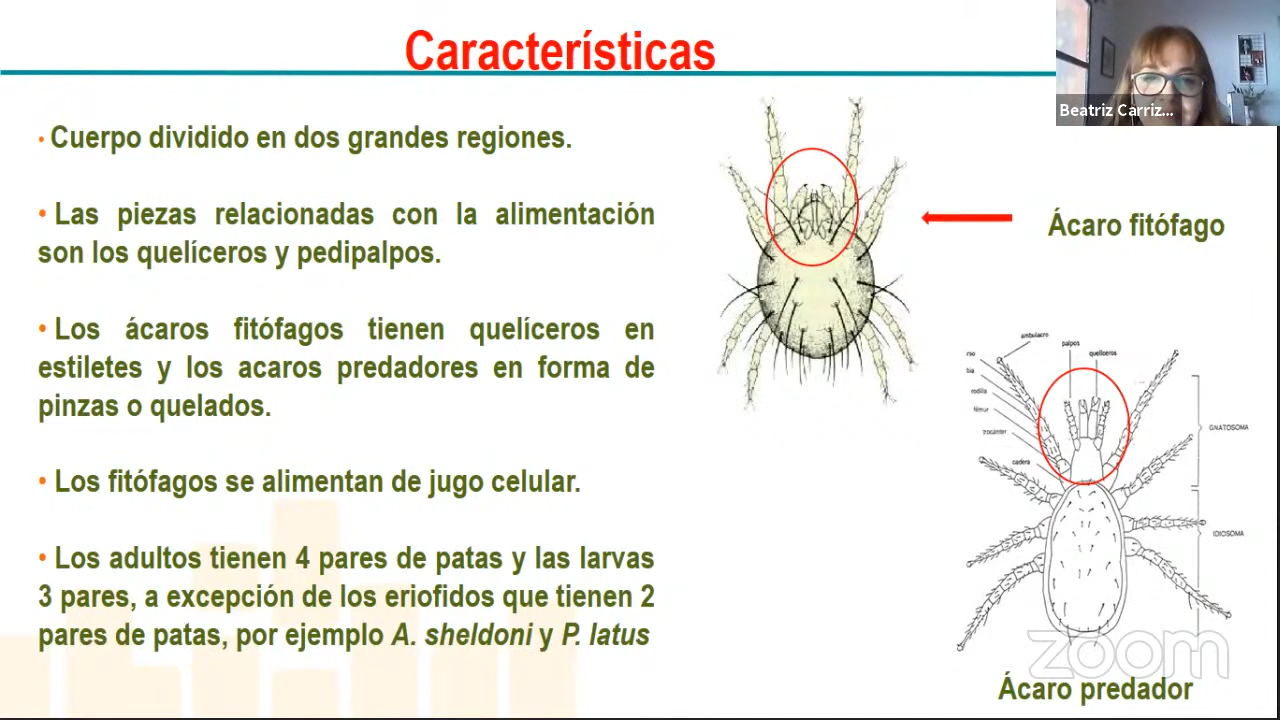 Características
Beatriz Carriz...
• Cuerpo dividido en dos grandes regiones.
• Las piezas relacionadas con la alimentación
son los quelíceros y pedipalpos.
• Los ácaros fitófagos tienen quelíceros en
estiletes y los acaros predadores en forma de
pinzas o quelados.
• Los fitófagos se alimentan de jugo celular.
• Los adultos tienen 4 pares de patas y las larvas
3 pares, a excepción de los eriofidos que tienen 2
pares de patas, por ejemplo A. sheldoni y P. latus
Ácaro fitófago
ambulacro
palpos
quelíceros
rso
bia
rodilla
fémur
trocánter
cadera
GNATOSOMA
IDIOSOMA
zoom
Ácaro predador